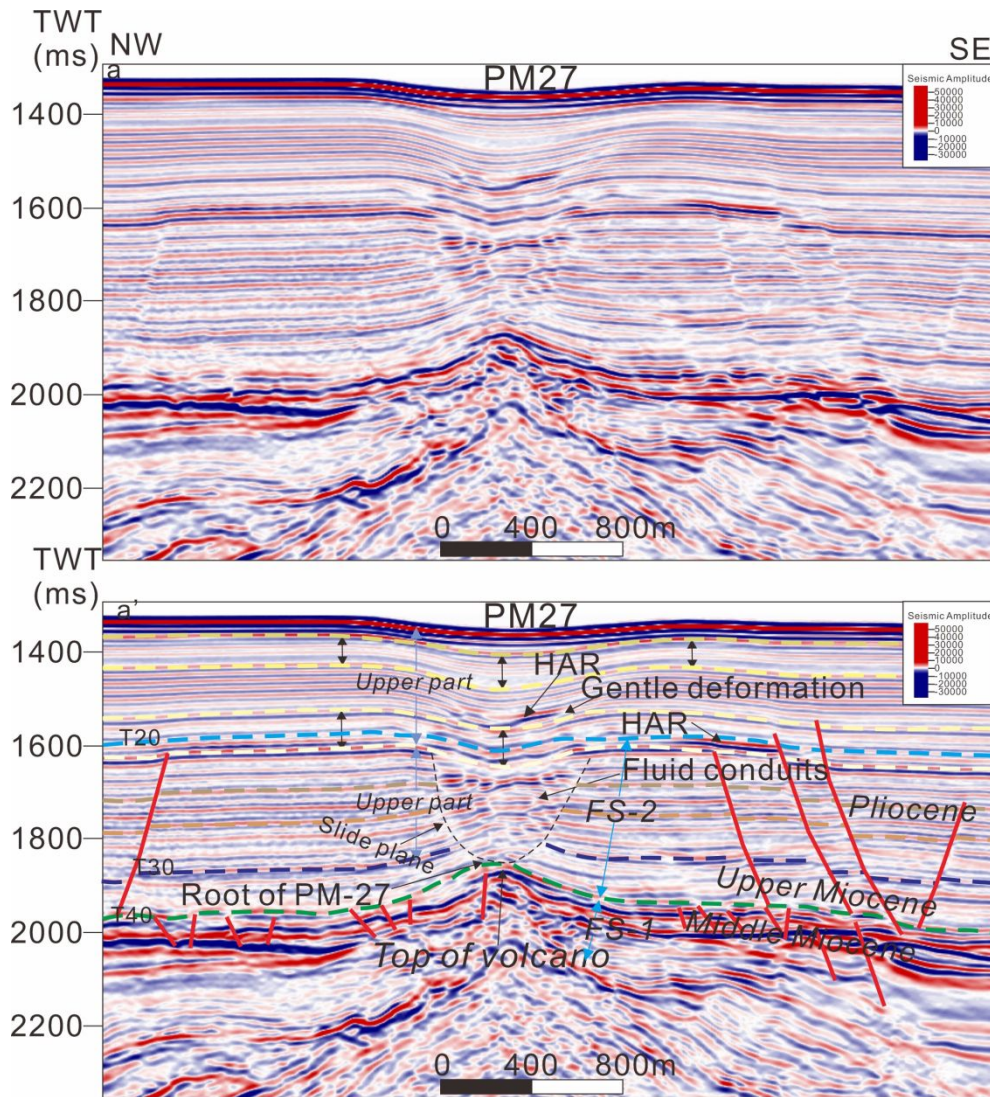 TWT
(ms)
NW
SE
a
PM27
Seismic Amplitude
50000
40000
30000
20000
10000
0
-10000
-20000
-30000
1400
1600
1800
2000
2200
0 400 800m
TWT
(ms)
a'
PM27
Seismic Amplitude
50000
40000
30000
20000
10000
0
-10000
-20000
-30000
1400
HAR
Upper part
Gentle deformation
HAR
T20
1600
Fluid conduits
Upper part
FS-2
Pliocene
Slide plane
1800
T30
Root of PM-27
Upper Miocene
T40
FS-1
Middle Miocene
2000
Top of volcano
2200
0 400 800m